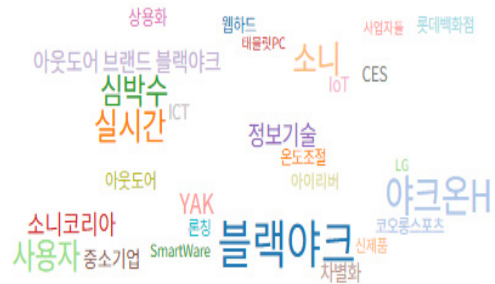 상용화
웹하드
사업자들
롯데백화점
태블릿PC
아웃도어 브랜드 블랙야크
소니
IoT
CES
심박수
ICT
실시간
정보기술
온도조절
LG
아웃도어
아이리버
야크온H
YAK
소니코리아
론칭
코오롱스포츠
블랙야크
사용자
중소기업
SmartWare
신제품
차별화